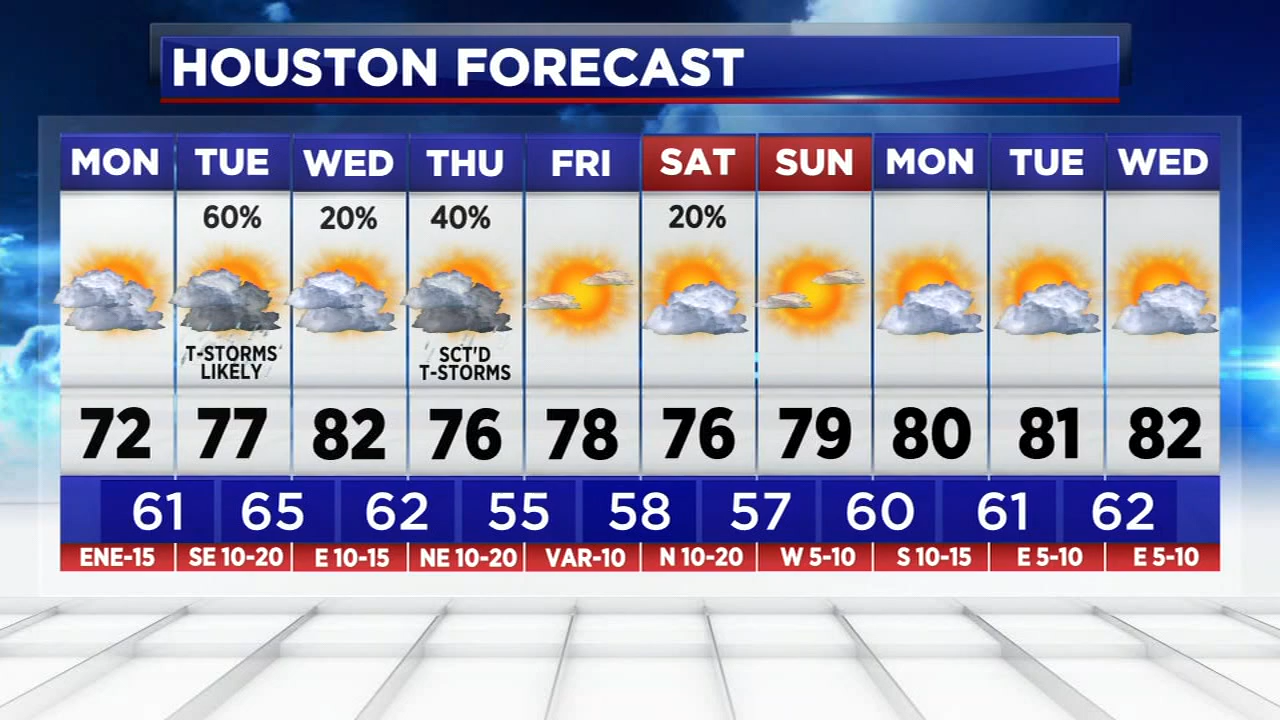 HOUSTON FORECAST
MON TUE WED THU FRI SAT SUN MON TUE WED
60% 20% 40% 20%
T-STORMS LIKELY
SCT'D T-STORMS
72 77 82 76 78 76 79 80 81 82
61 65 62 55 58 57 60 61 62
ENE-15 SE 10-20 E 10-15 NE 10-20 VAR-10 N 10-20 W 5-10 S 10-15 E 5-10 E 5-10